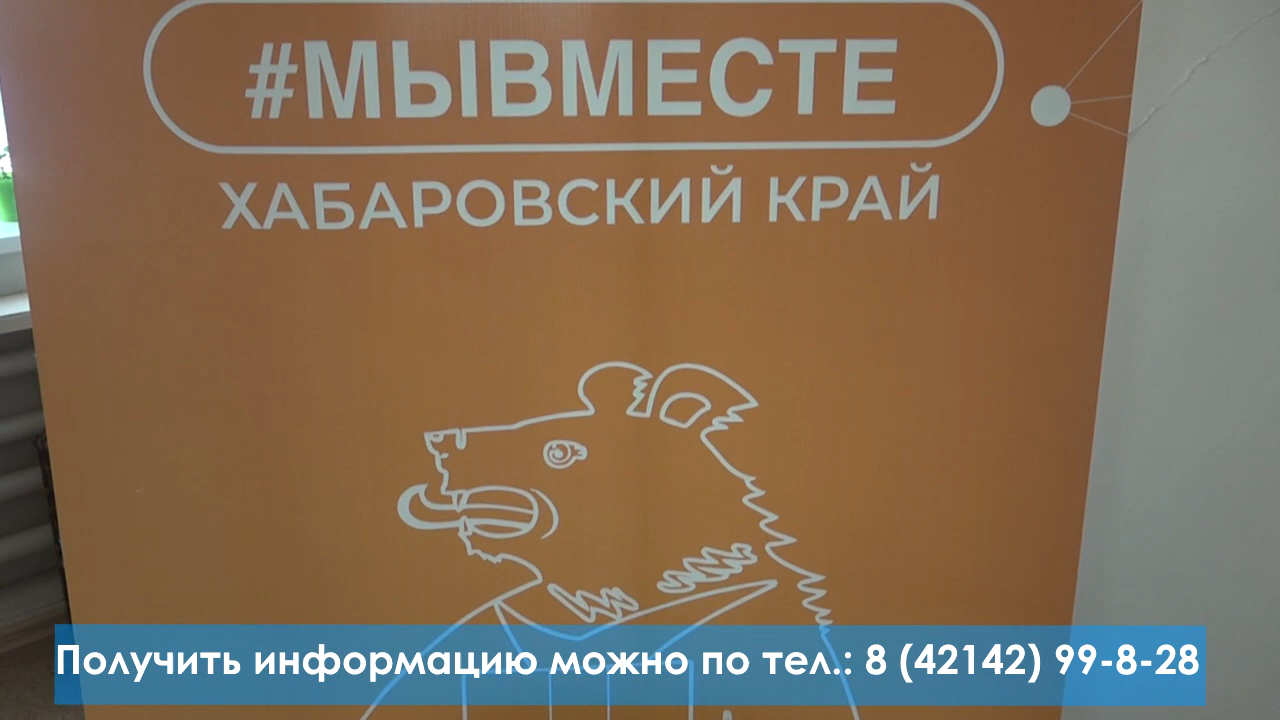 #МЫВМЕСТЕ
ХАБАРОВСКИЙ КРАЙ
Получить информацию можно по тел.: 8 (42142) 99-8-28